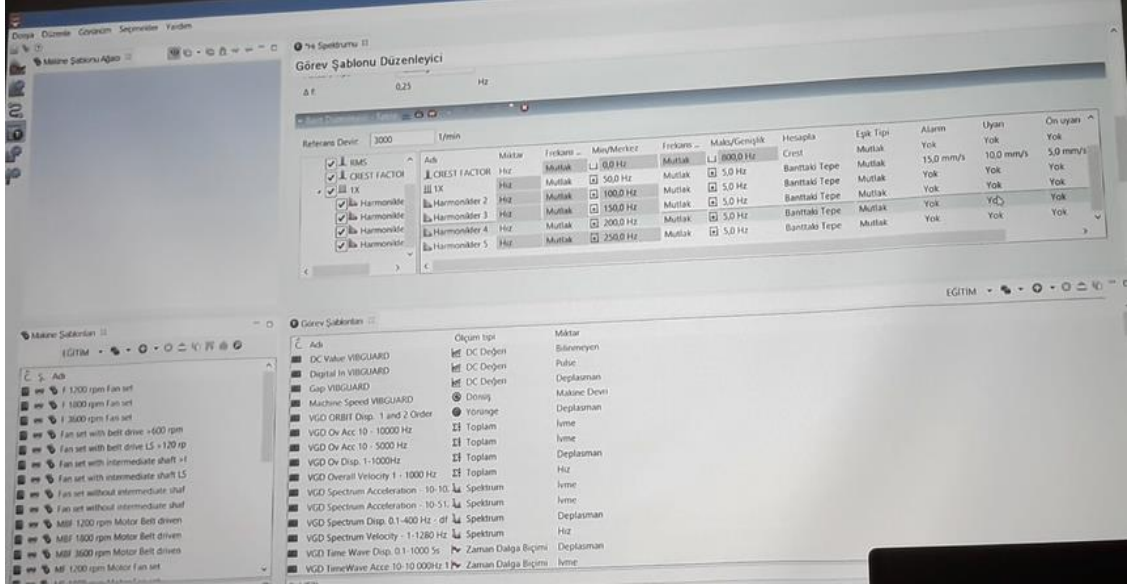 Dosya Düzenle Görünüm Seçenekler Yardım
Makine Şablonu Ağacı
Spektrumu
Görev Şablonu Düzenleyici
Δ f: 0,25 Hz
Referans Devir: 3000 1/min
RMS
CREST FACTOR
1X
Harmonikle
Harmonikle
Harmonikle
Harmonikle
Adı Miktar Frekans .. Min/Merkez Frekans .. Maks/Genişlik Hesapla Eşik Tipi Alarm Uyarı Ön uyarı
CREST FACTOR Hız Mutlak 0,0 Hz Mutlak 800,0 Hz Crest Mutlak Yok Yok Yok
1X Hız Mutlak 50,0 Hz Mutlak 5,0 Hz Banttaki Tepe Mutlak 15,0 mm/s 10,0 mm/s 5,0 mm/s
Harmonikler 2 Hız Mutlak 100,0 Hz Mutlak 5,0 Hz Banttaki Tepe Mutlak Yok Yok Yok
Harmonikler 3 Hız Mutlak 150,0 Hz Mutlak 5,0 Hz Banttaki Tepe Mutlak Yok Yok Yok
Harmonikler 4 Hız Mutlak 200,0 Hz Mutlak 5,0 Hz Banttaki Tepe Mutlak Yok Yok
Harmonikler 5 Hız Mutlak 250,0 Hz Mutlak 5,0 Hz Banttaki Tepe Mutlak Yok Yok Yok
EĞİTİM
Makine Şablonları
EĞİTİM
Ç. Ş. Adı
F 1200 rpm Fan set
F 1800 rpm Fan set
F 3600 rpm Fan set
Fan set with belt drive >600 rpm
Fan set with belt drive LS >120 rp
Fan set with intermediate shaft >
Fan set with intermediate shaft LS
Fan set without intermediate shaf
Fan set without intermediate shaf
MBF 1200 rpm Motor Belt driven
MBF 1800 rpm Motor Belt driven
MBF 3600 rpm Motor Belt driven
MF 1200 rpm Motor Fan set
Görev Şablonları
Ç. Adı Ölçüm tipi Miktar
DC Value VIBGUARD DC Değeri Bilinmeyen
Digital In VIBGUARD DC Değeri Pulse
Gap VIBGUARD DC Değeri Deplasman
Machine Speed VIBGUARD Dönüş Makine Devri
VGD ORBIT Disp. 1 and 2 Order Yörünge Deplasman
VGD Ov Acc 10 - 10000 Hz Toplam İvme
VGD Ov Acc 10 - 5000 Hz Toplam İvme
VGD Ov Disp. 1-1000Hz Toplam Deplasman
VGD Overall Velocity 1 - 1000 Hz Toplam Hız
VGD Spectrum Acceleration - 10-10. Spektrum İvme
VGD Spectrum Acceleration - 10-51. Spektrum İvme
VGD Spectrum Disp. 0.1-400 Hz - df Spektrum Deplasman
VGD Spectrum Velocity - 1-1280 Hz Spektrum Hız
VGD Time Wave Disp. 0.1-1000 5s Zaman Dalga Biçimi Deplasman
VGD TimeWave Acce 10-10 000Hz 1 Zaman Dalga Biçimi İvme